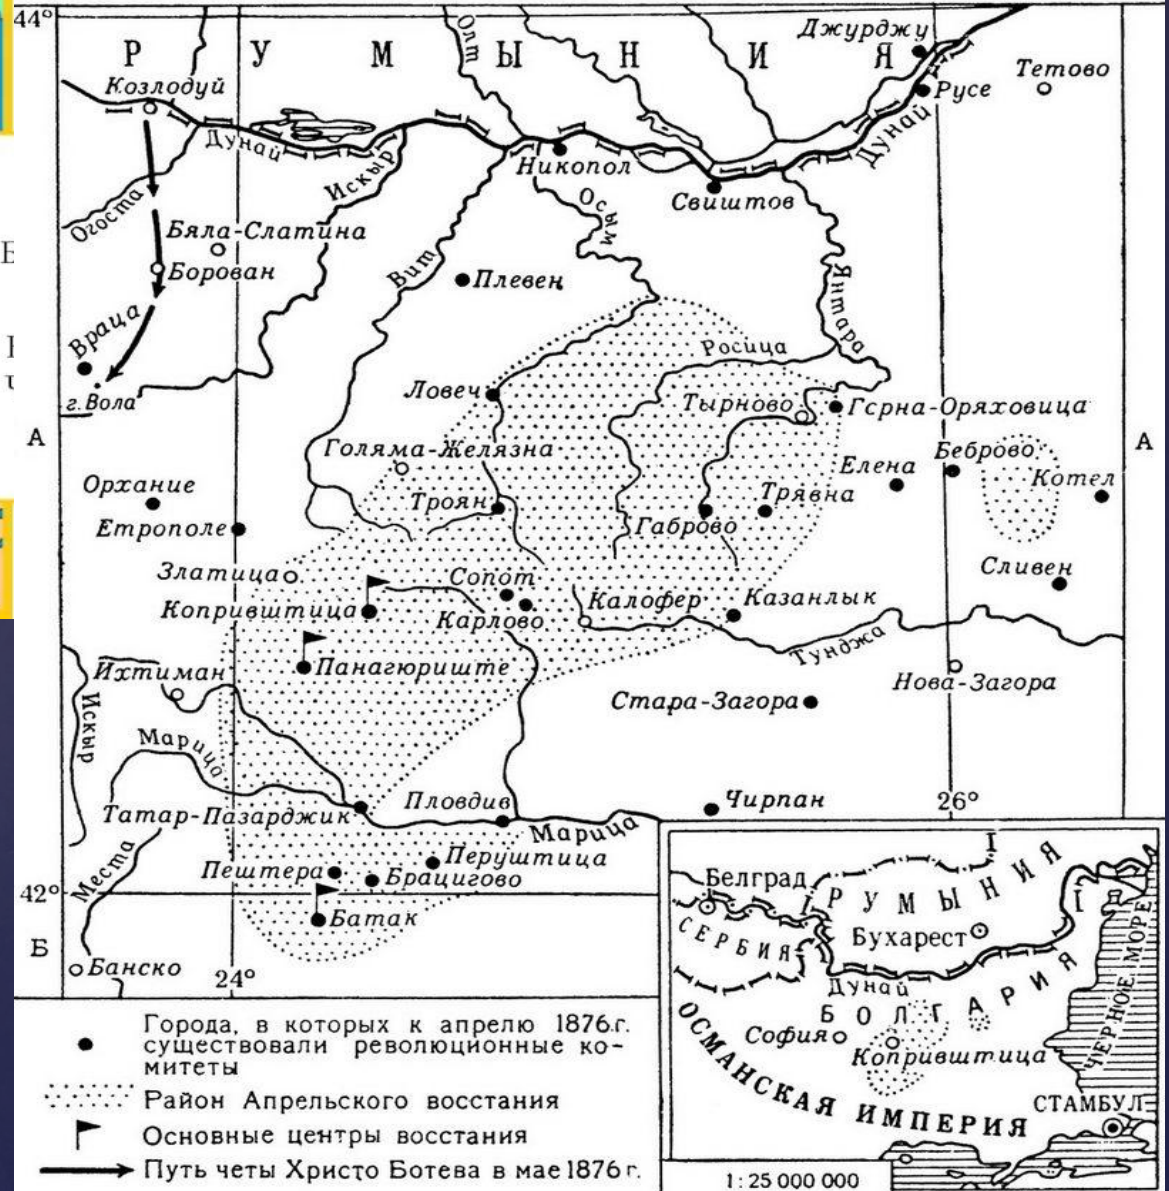 44°
РУМЫНИЯ
Олт
Джурджу
Козлодуй
Тетово
Русе
Дунай
Дунай
Никопол
Искыр
Свиштов
Осым
Огоста
Бяла-Слатина
Борован
Вит
Плевен
Янтара
Враца
Росица
г. Вола
Ловеч
Тырново
Гсрна-Оряховица
А
А
Голяма-Желязна
Елена
Беброво
Котел
Орхание
Троян
Трявна
Етрополе
Габрово
Златица
Сопот
Сливен
Копривштица
Карлово
Калофер
Казанлык
Тунджа
Панагюриште
Ихтиман
Нова-Загора
Искыр
Стара-Загора
Марица
26°
Татар-Пазарджик
Пловдив
Чирпан
Марица
Места
Перуштица
Пештера
Брацигово
42°
Батак
Б
Банско
24°
Белград
РУМЫНИЯ
I
I
СЕРБИЯ
Бухарест
Дунай
БОЛГАРИЯ
ЧЕРНОЕ МОРЕ
София
Копривштица
ОСМАНСКАЯ ИМПЕРИЯ
СТАМБУЛ
1:25 000 000
Города, в которых к апрелю 1876.г.
существовали революционные ко-
митеты
Район Апрельского восстания
Основные центры восстания
Путь четы Христо Ботева в мае 1876 г.